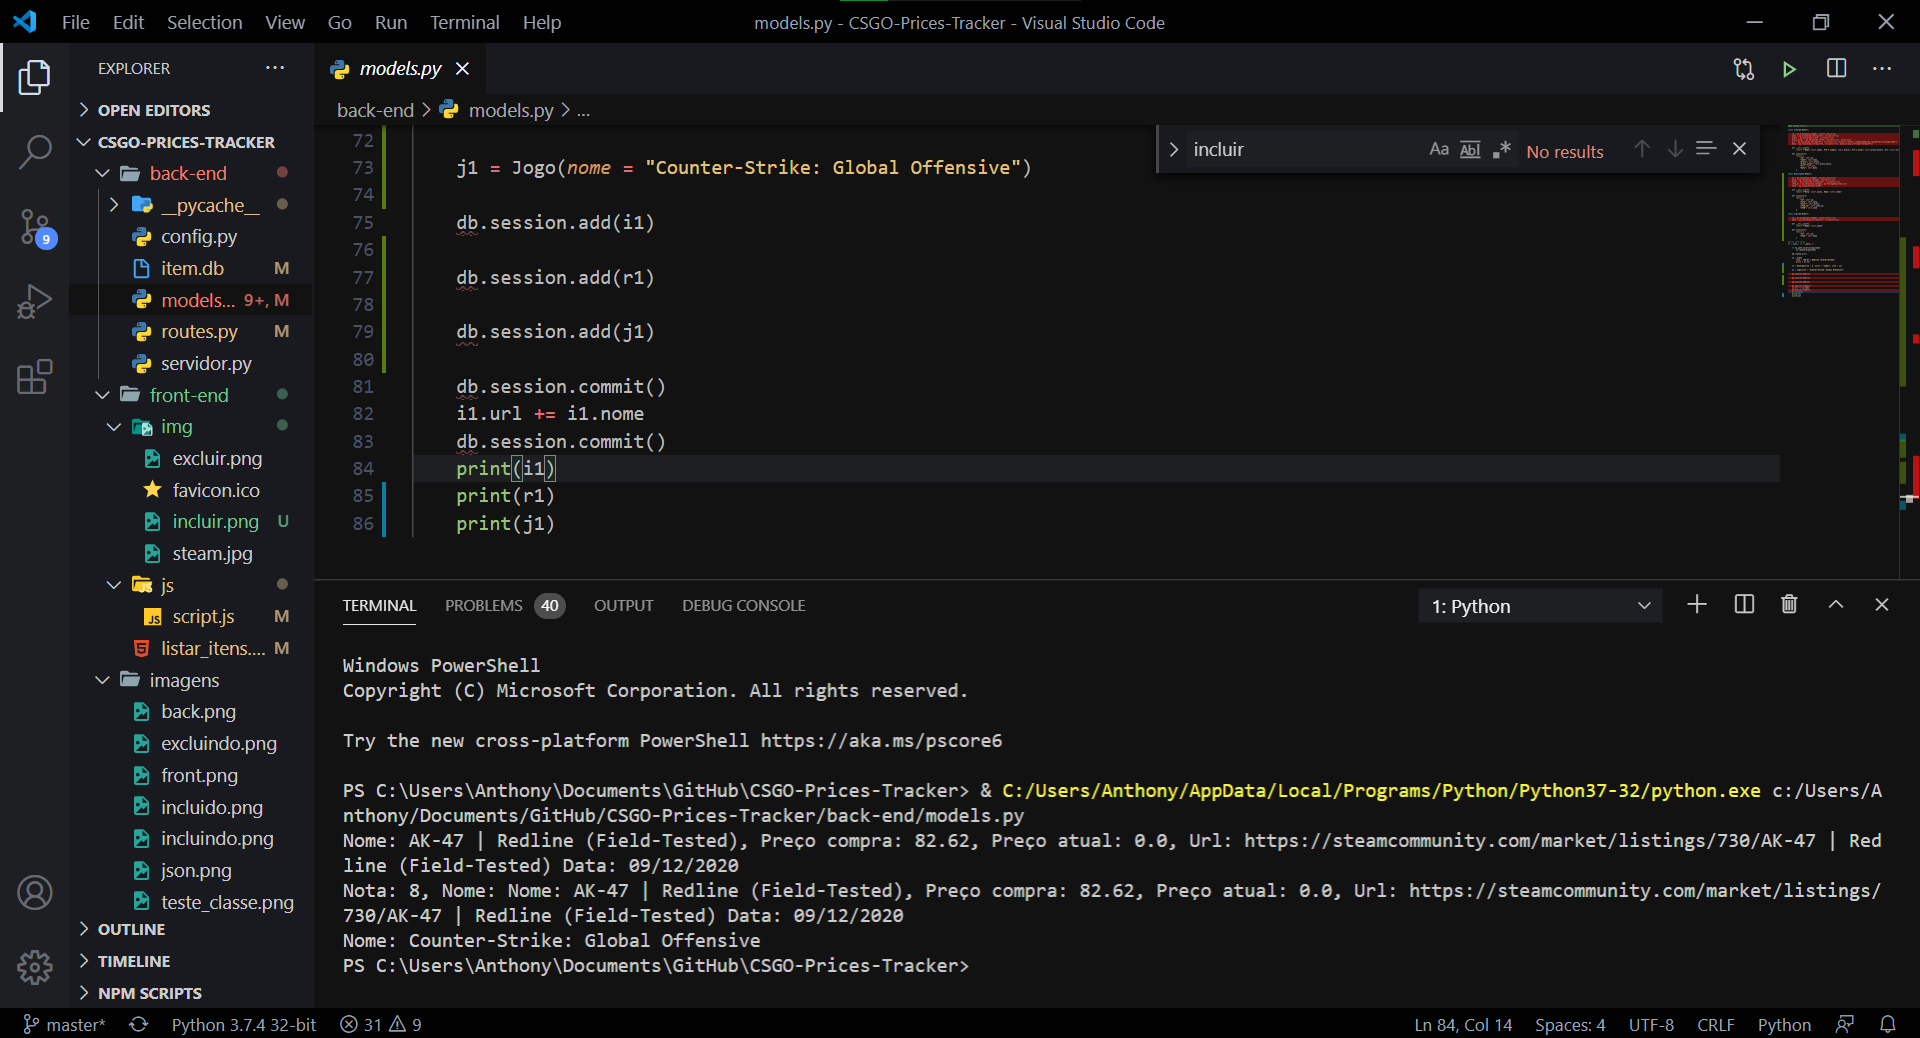 File Edit Selection View Go Run Terminal Help
models.py - CSGO-Prices-Tracker - Visual Studio Code
EXPLORER
OPEN EDITORS
CSGO-PRICES-TRACKER
back-end
__pycache__
config.py
item.db M
models... 9+, M
routes.py M
servidor.py
front-end
img
excluir.png
favicon.ico
incluir.png U
steam.jpg
js
script.js M
listar_itens.... M
imagens
back.png
excluindo.png
front.png
incluido.png
incluindo.png
json.png
teste_classe.png
OUTLINE
TIMELINE
NPM SCRIPTS
9
models.py
back-end > models.py > ...
incluir Aa Abl .* No results
72
73 j1 = Jogo(nome = "Counter-Strike: Global Offensive")
74
75 db.session.add(i1)
76
77 db.session.add(r1)
78
79 db.session.add(j1)
80
81 db.session.commit()
82 i1.url += i1.nome
83 db.session.commit()
84 print(i1)
85 print(r1)
86 print(j1)
TERMINAL PROBLEMS 40 OUTPUT DEBUG CONSOLE
1: Python
Windows PowerShell
Copyright (C) Microsoft Corporation. All rights reserved.
Try the new cross-platform PowerShell https://aka.ms/pscore6
PS C:\Users\Anthony\Documents\GitHub\CSGO-Prices-Tracker> & C:/Users/Anthony/AppData/Local/Programs/Python/Python37-32/python.exe c:/Users/A
nthony/Documents/GitHub/CSGO-Prices-Tracker/back-end/models.py
Nome: AK-47 | Redline (Field-Tested), Preço compra: 82.62, Preço atual: 0.0, Url: https://steamcommunity.com/market/listings/730/AK-47 | Red
line (Field-Tested) Data: 09/12/2020
Nota: 8, Nome: Nome: AK-47 | Redline (Field-Tested), Preço compra: 82.62, Preço atual: 0.0, Url: https://steamcommunity.com/market/listings/
730/AK-47 | Redline (Field-Tested) Data: 09/12/2020
Nome: Counter-Strike: Global Offensive
PS C:\Users\Anthony\Documents\GitHub\CSGO-Prices-Tracker>
master* Python 3.7.4 32-bit 31 9
Ln 84, Col 14 Spaces: 4 UTF-8 CRLF Python